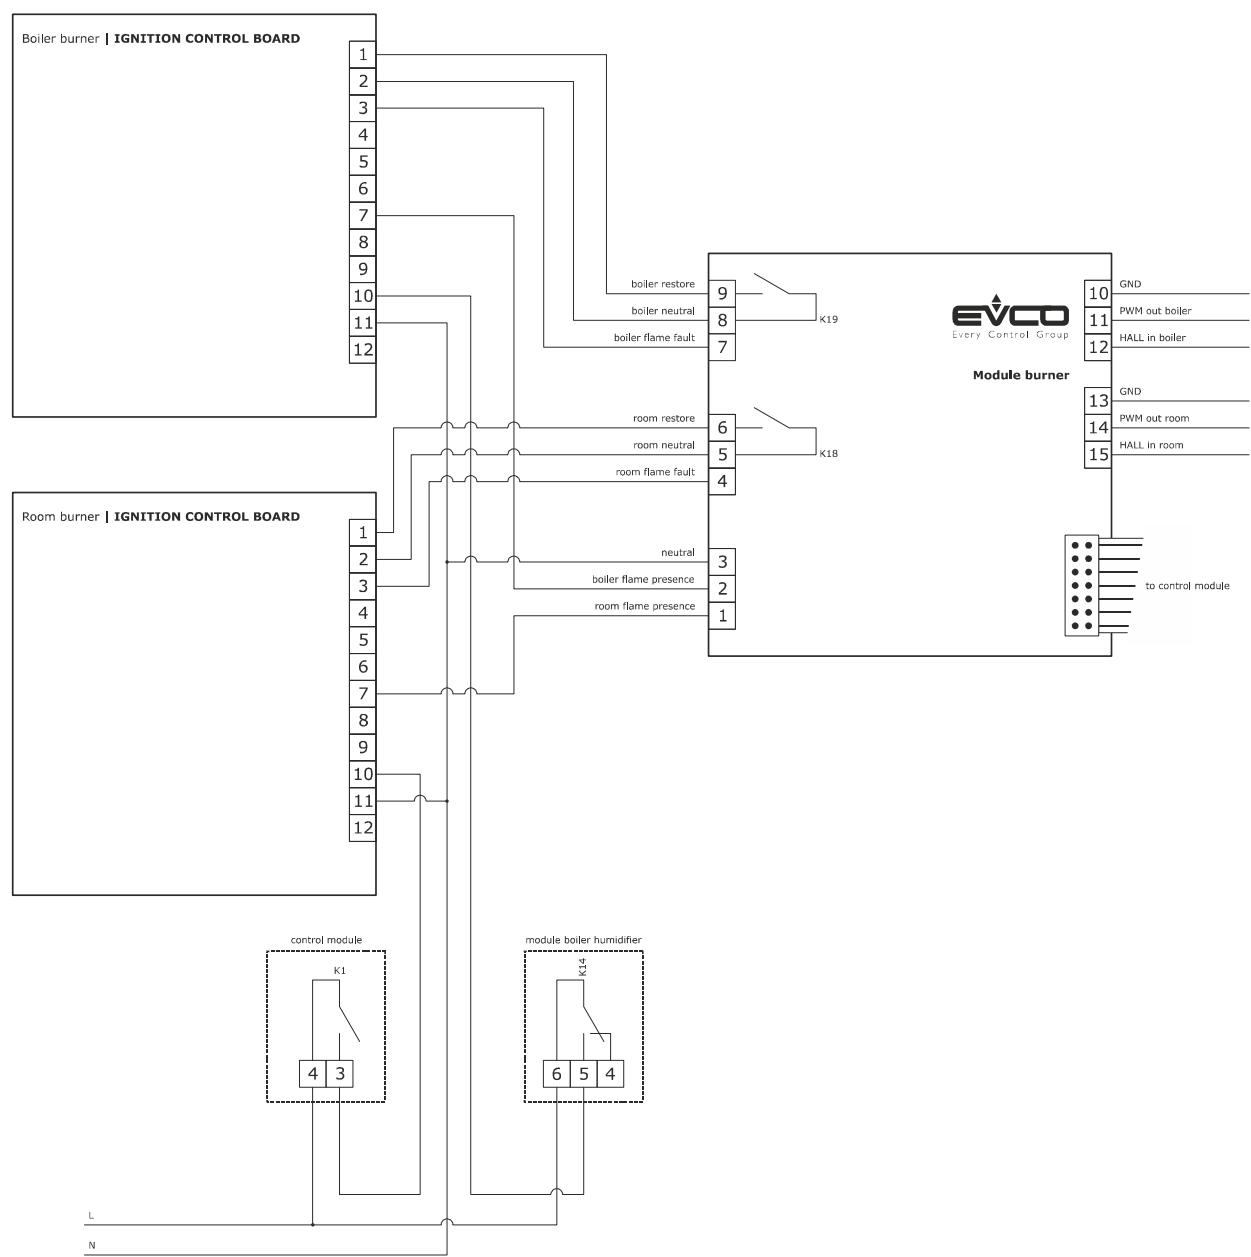 Boiler burner | IGNITION CONTROL BOARD
1
2
3
4
5
6
7
8
9
10
11
12
boiler restore
9
boiler neutral
8
K19
boiler flame fault
7
room restore
6
room neutral
5
K18
room flame fault
4
neutral
3
boiler flame presence
2
room flame presence
1
EVCO
Every Control Group
Module burner
10 GND
11 PWM out boiler
12 HALL in boiler
13 GND
14 PWM out room
15 HALL in room
to control module
Room burner | IGNITION CONTROL BOARD
1
2
3
4
5
6
7
8
9
10
11
12
control module
K1
4 3
module boiler humidifier
K14
6 5 4
L
N